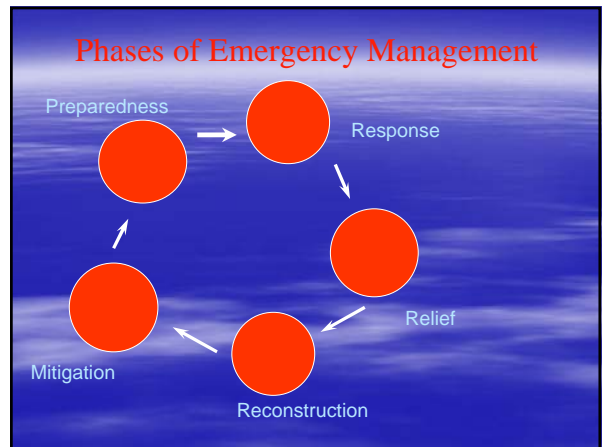 Phases of Emergency Management
Preparedness
Response
Relief
Reconstruction
Mitigation